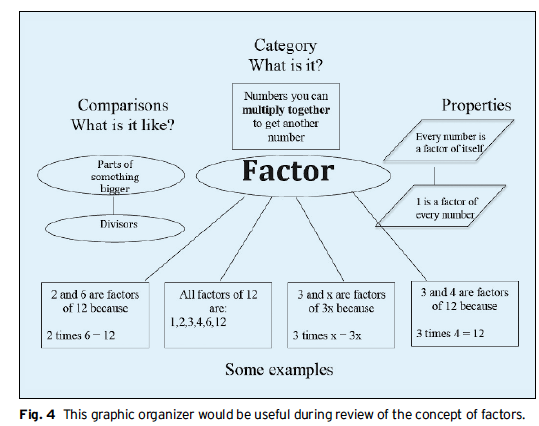 Category
What is it?
Numbers you can
multiply together
to get another
number
Comparisons
What is it like?
Properties
Parts of
something
bigger
Divisors
Factor
Every number is
a factor of itself
1 is a factor of
every number
2 and 6 are factors
of 12 because
2 times 6 = 12
All factors of 12
are:
1,2,3,4,6,12
3 and x are factors
of 3x because
3 times x = 3x
3 and 4 are factors
of 12 because
3 times 4 = 12
Some examples
Fig. 4 This graphic organizer would be useful during review of the concept of factors.